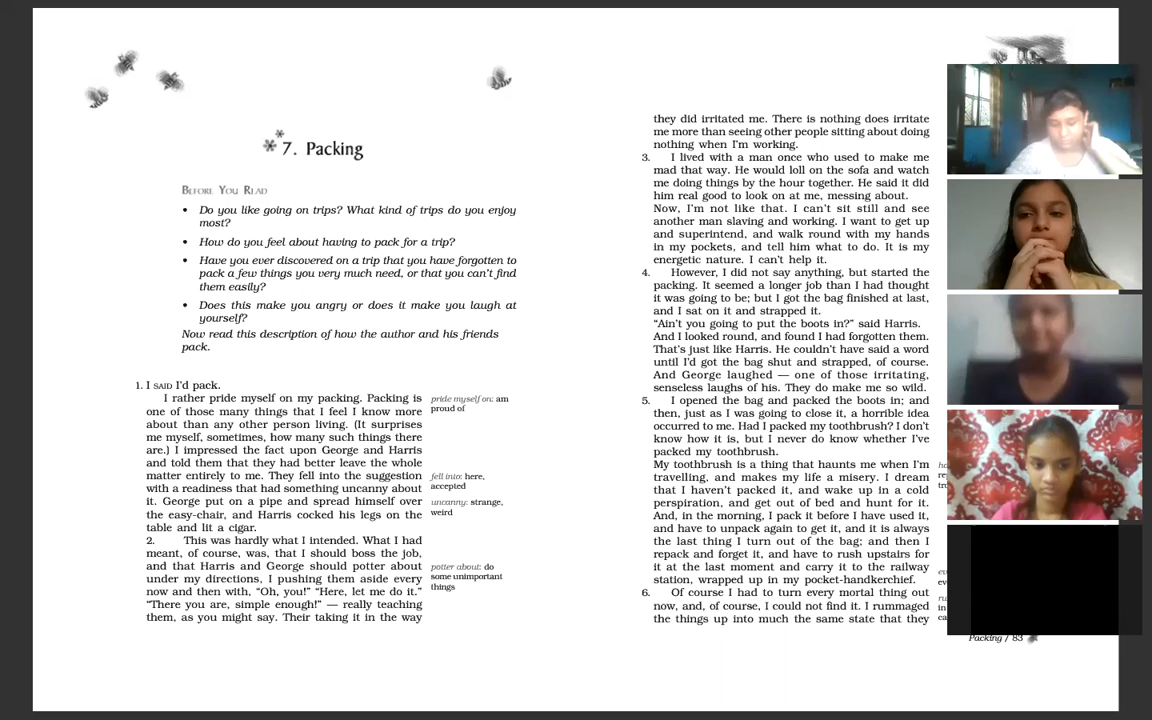 7. Packing
BEFORE YOU READ
• Do you like going on trips? What kind of trips do you enjoy
most?
• How do you feel about having to pack for a trip?
• Have you ever discovered on a trip that you have forgotten to
pack a few things you very much need, or that you can't find
them easily?
• Does this make you angry or does it make you laugh at
yourself?
Now read this description of how the author and his friends
pack.
1. I SAID I'd pack.
I rather pride myself on my packing. Packing is
one of those many things that I feel I know more
about than any other person living. (It surprises
me myself, sometimes, how many such things there
are.) I impressed the fact upon George and Harris
and told them that they had better leave the whole
matter entirely to me. They fell into the suggestion
with a readiness that had something uncanny about
it. George put on a pipe and spread himself over
the easy-chair, and Harris cocked his legs on the
table and lit a cigar.
2. This was hardly what I intended. What I had
meant, of course, was, that I should boss the job,
and that Harris and George should potter about
under my directions, I pushing them aside every
now and then with, "Oh, you!" "Here, let me do it."
"There you are, simple enough!" — really teaching
them, as you might say. Their taking it in the way
pride myself on: am
proud of
fell into: here,
accepted
uncanny: strange,
weird
potter about: do
some unimportant
things
they did irritated me. There is nothing does irritate
me more than seeing other people sitting about doing
nothing when I'm working.
3. I lived with a man once who used to make me
mad that way. He would loll on the sofa and watch
me doing things by the hour together. He said it did
him real good to look on at me, messing about.
Now, I'm not like that. I can't sit still and see
another man slaving and working. I want to get up
and superintend, and walk round with my hands
in my pockets, and tell him what to do. It is my
energetic nature. I can't help it.
4. However, I did not say anything, but started the
packing. It seemed a longer job than I had thought
it was going to be; but I got the bag finished at last,
and I sat on it and strapped it.
"Ain't you going to put the boots in?" said Harris.
And I looked round, and found I had forgotten them.
That's just like Harris. He couldn't have said a word
until I'd got the bag shut and strapped, of course.
And George laughed — one of those irritating,
senseless laughs of his. They do make me so wild.
5. I opened the bag and packed the boots in; and
then, just as I was going to close it, a horrible idea
occurred to me. Had I packed my toothbrush? I don't
know how it is, but I never do know whether I've
packed my toothbrush.
My toothbrush is a thing that haunts me when I'm
travelling, and makes my life a misery. I dream
that I haven't packed it, and wake up in a cold
perspiration, and get out of bed and hunt for it.
And, in the morning, I pack it before I have used it,
and have to unpack again to get it, and it is always
the last thing I turn out of the bag; and then I
repack and forget it, and have to rush upstairs for
it at the last moment and carry it to the railway
station, wrapped up in my pocket-handkerchief.
6. Of course I had to turn every mortal thing out
now, and, of course, I could not find it. I rummaged
the things up into much the same state that they
Packing / 83